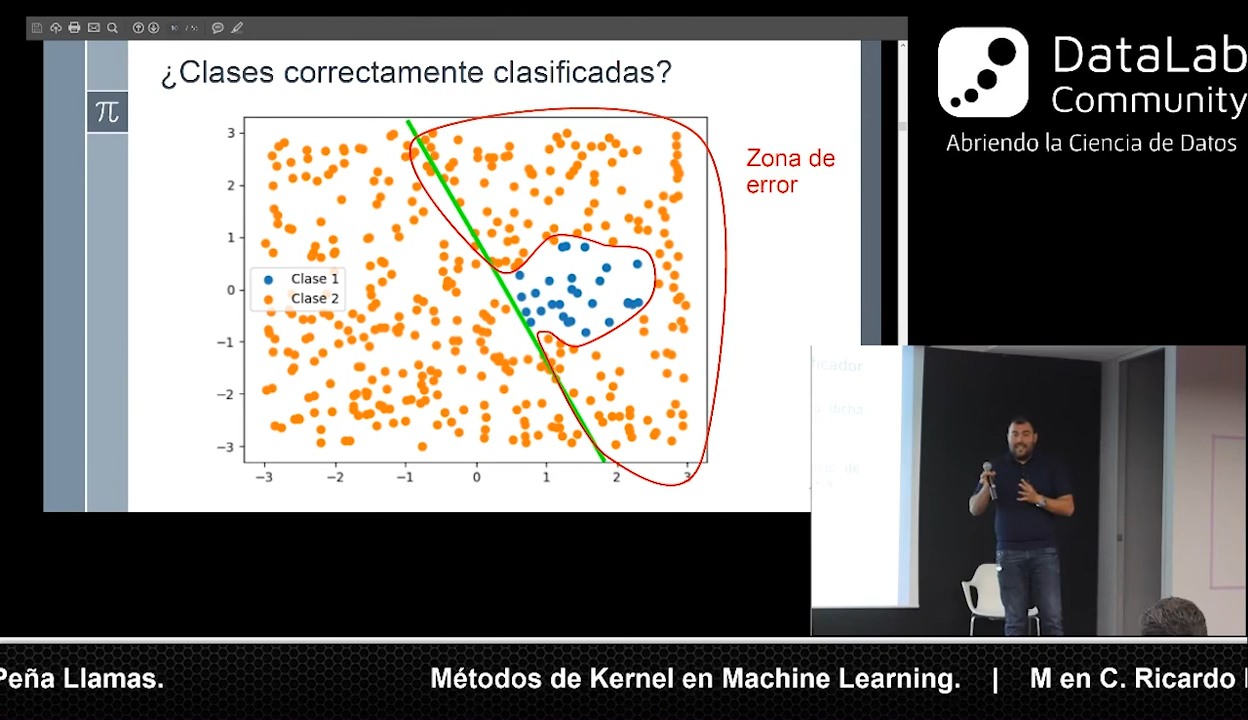 ¿Clases correctamente clasificadas?
π
Zona de
error
3
2
1
0
−1
−2
−3
Clase 1
Clase 2
−3
−2
−1
0
1
2
3
DataLab
Community
Abriendo la Ciencia de Datos
Peña Llamas.
Métodos de Kernel en Machine Learning. | M en C. Ricardo